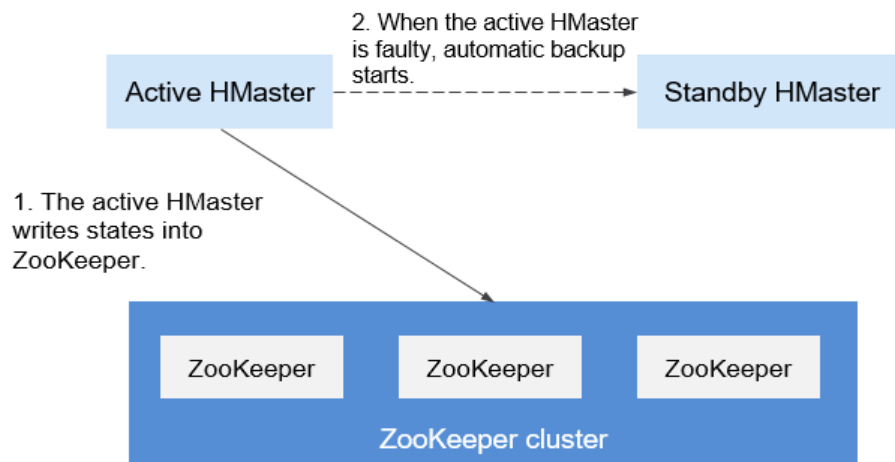 2. When the active HMaster
is faulty, automatic backup
starts.
Active HMaster
Standby HMaster
1. The active HMaster
writes states into
ZooKeeper.
ZooKeeper
ZooKeeper
ZooKeeper
ZooKeeper cluster